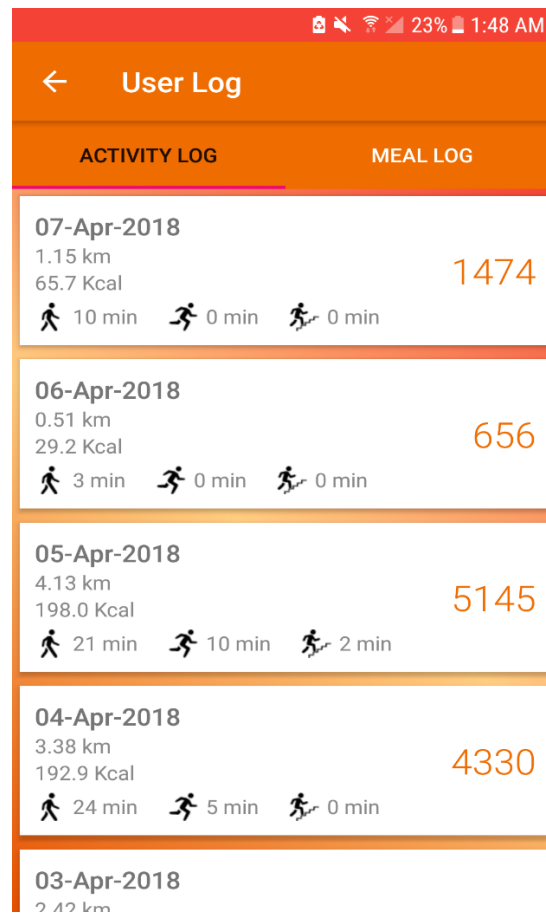 23% 1:48 AM
User Log
ACTIVITY LOG MEAL LOG
07-Apr-2018
1.15 km
65.7 Kcal
1474
10 min 0 min 0 min
06-Apr-2018
0.51 km
29.2 Kcal
656
3 min 0 min 0 min
05-Apr-2018
4.13 km
198.0 Kcal
5145
21 min 10 min 2 min
04-Apr-2018
3.38 km
192.9 Kcal
4330
24 min 5 min 0 min
03-Apr-2018
2.42 km